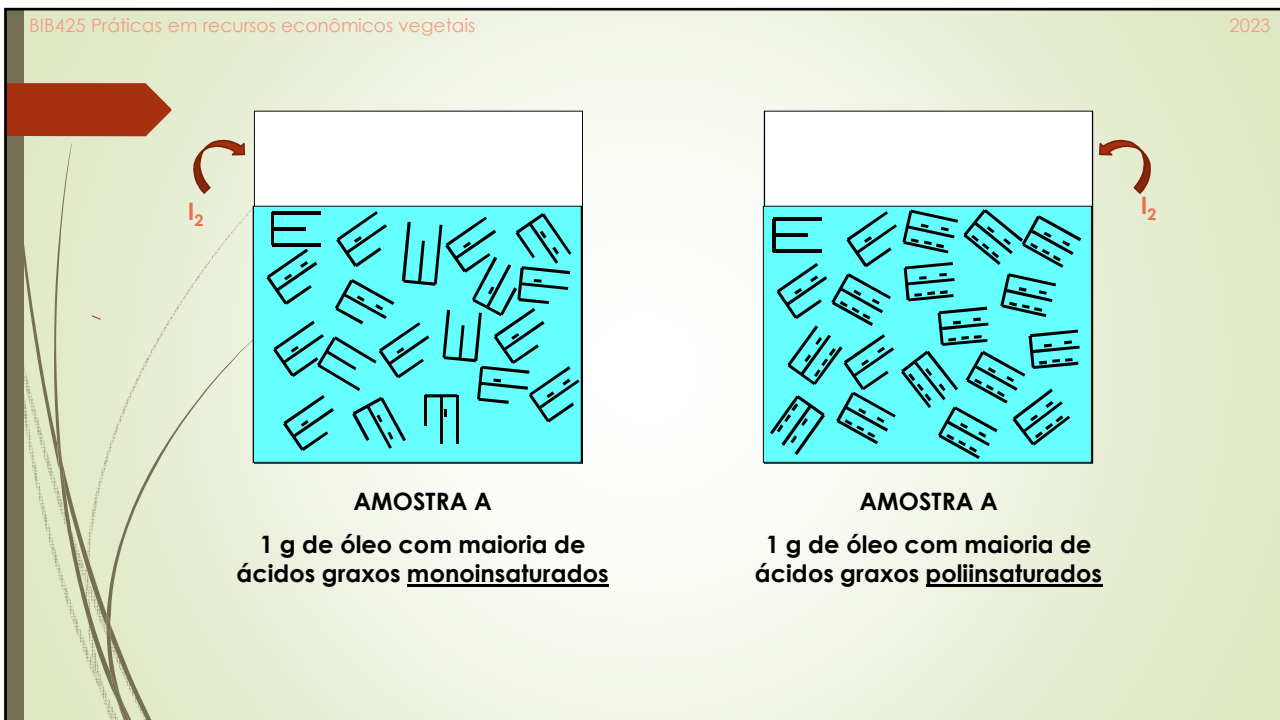 BIB425 Práticas em recursos econômicos vegetais
2023
I₂
I₂
AMOSTRA A
1 g de óleo com maioria de
ácidos graxos monoinsaturados
AMOSTRA A
1 g de óleo com maioria de
ácidos graxos poliinsaturados